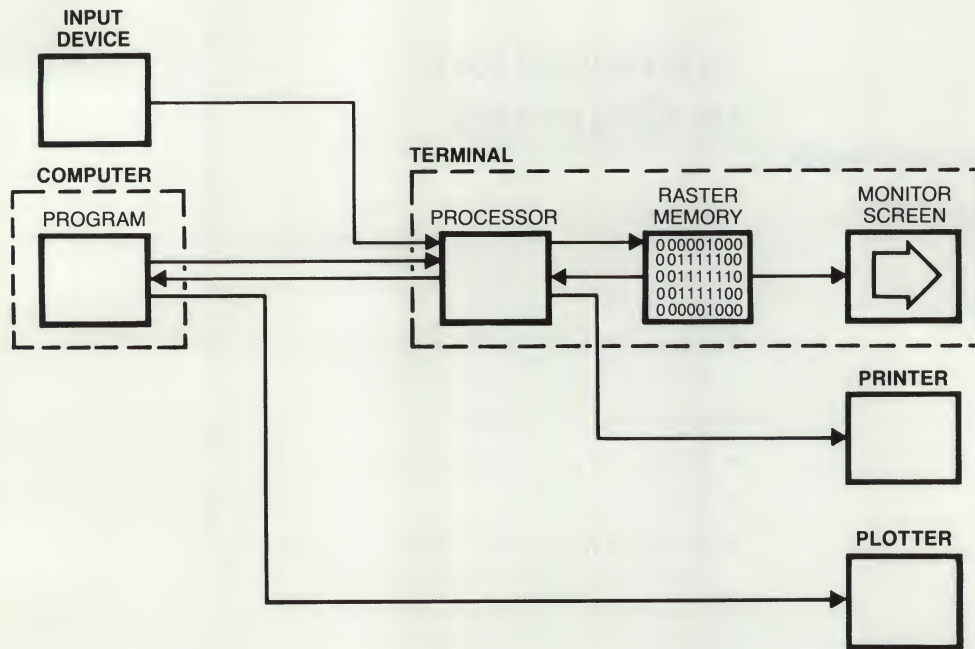 INPUT
DEVICE
COMPUTER
PROGRAM
TERMINAL
PROCESSOR
RASTER
MEMORY
000001000
001111100
001111110
001111100
000001000
MONITOR
SCREEN
PRINTER
PLOTTER